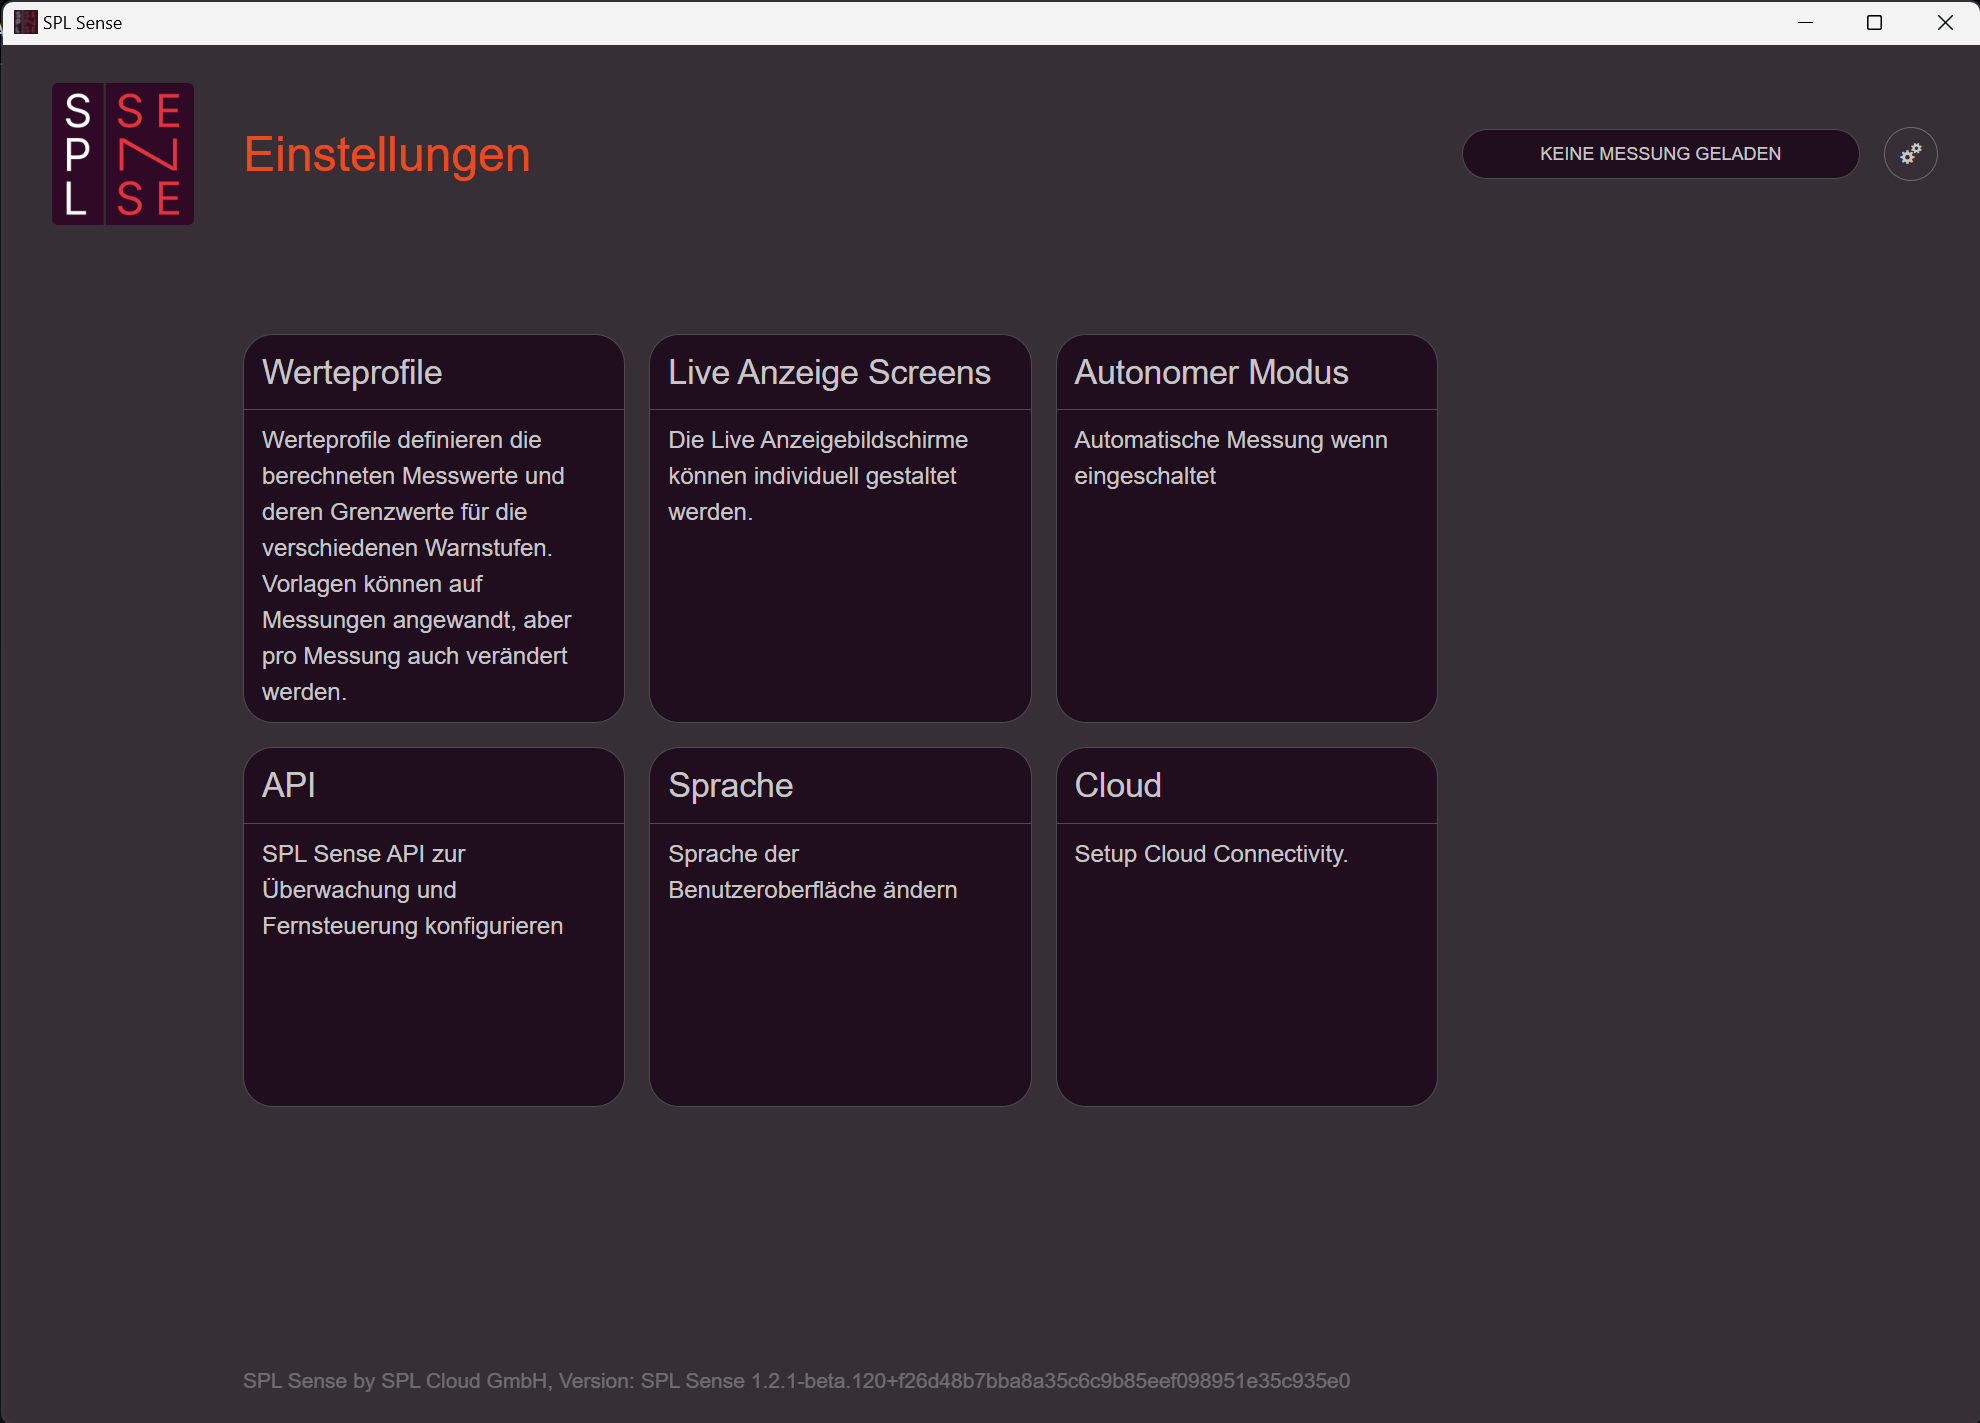 SPL Sense
S SE
P N
L SE
Einstellungen
KEINE MESSUNG GELADEN
Werteprofile
Werteprofile definieren die
berechneten Messwerte und
deren Grenzwerte für die
verschiedenen Warnstufen.
Vorlagen können auf
Messungen angewandt, aber
pro Messung auch verändert
werden.
Live Anzeige Screens
Die Live Anzeigebildschirme
können individuell gestaltet
werden.
Autonomer Modus
Automatische Messung wenn
eingeschaltet
API
SPL Sense API zur
Überwachung und
Fernsteuerung konfigurieren
Sprache
Sprache der
Benutzeroberfläche ändern
Cloud
Setup Cloud Connectivity.
SPL Sense by SPL Cloud GmbH, Version: SPL Sense 1.2.1-beta.120+f26d48b7bba8a35c6c9b85eef098951e35c935e0